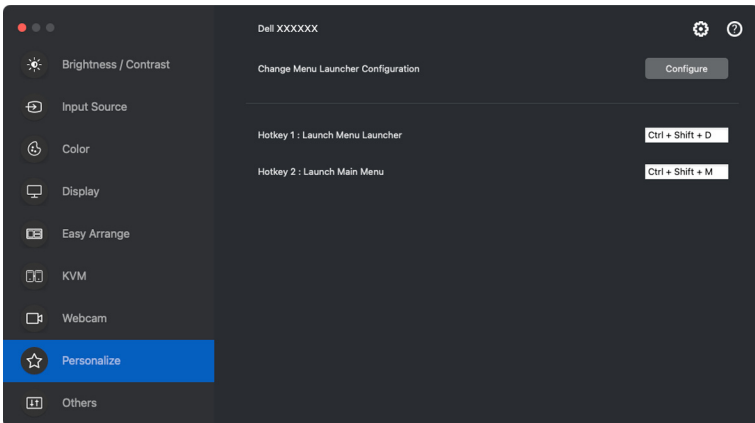 Dell XXXXXX
Brightness / Contrast
Input Source
Color
Display
Easy Arrange
KVM
Webcam
Personalize
Others
Change Menu Launcher Configuration
Configure
Hotkey 1 : Launch Menu Launcher
Ctrl + Shift + D
Hotkey 2 : Launch Main Menu
Ctrl + Shift + M